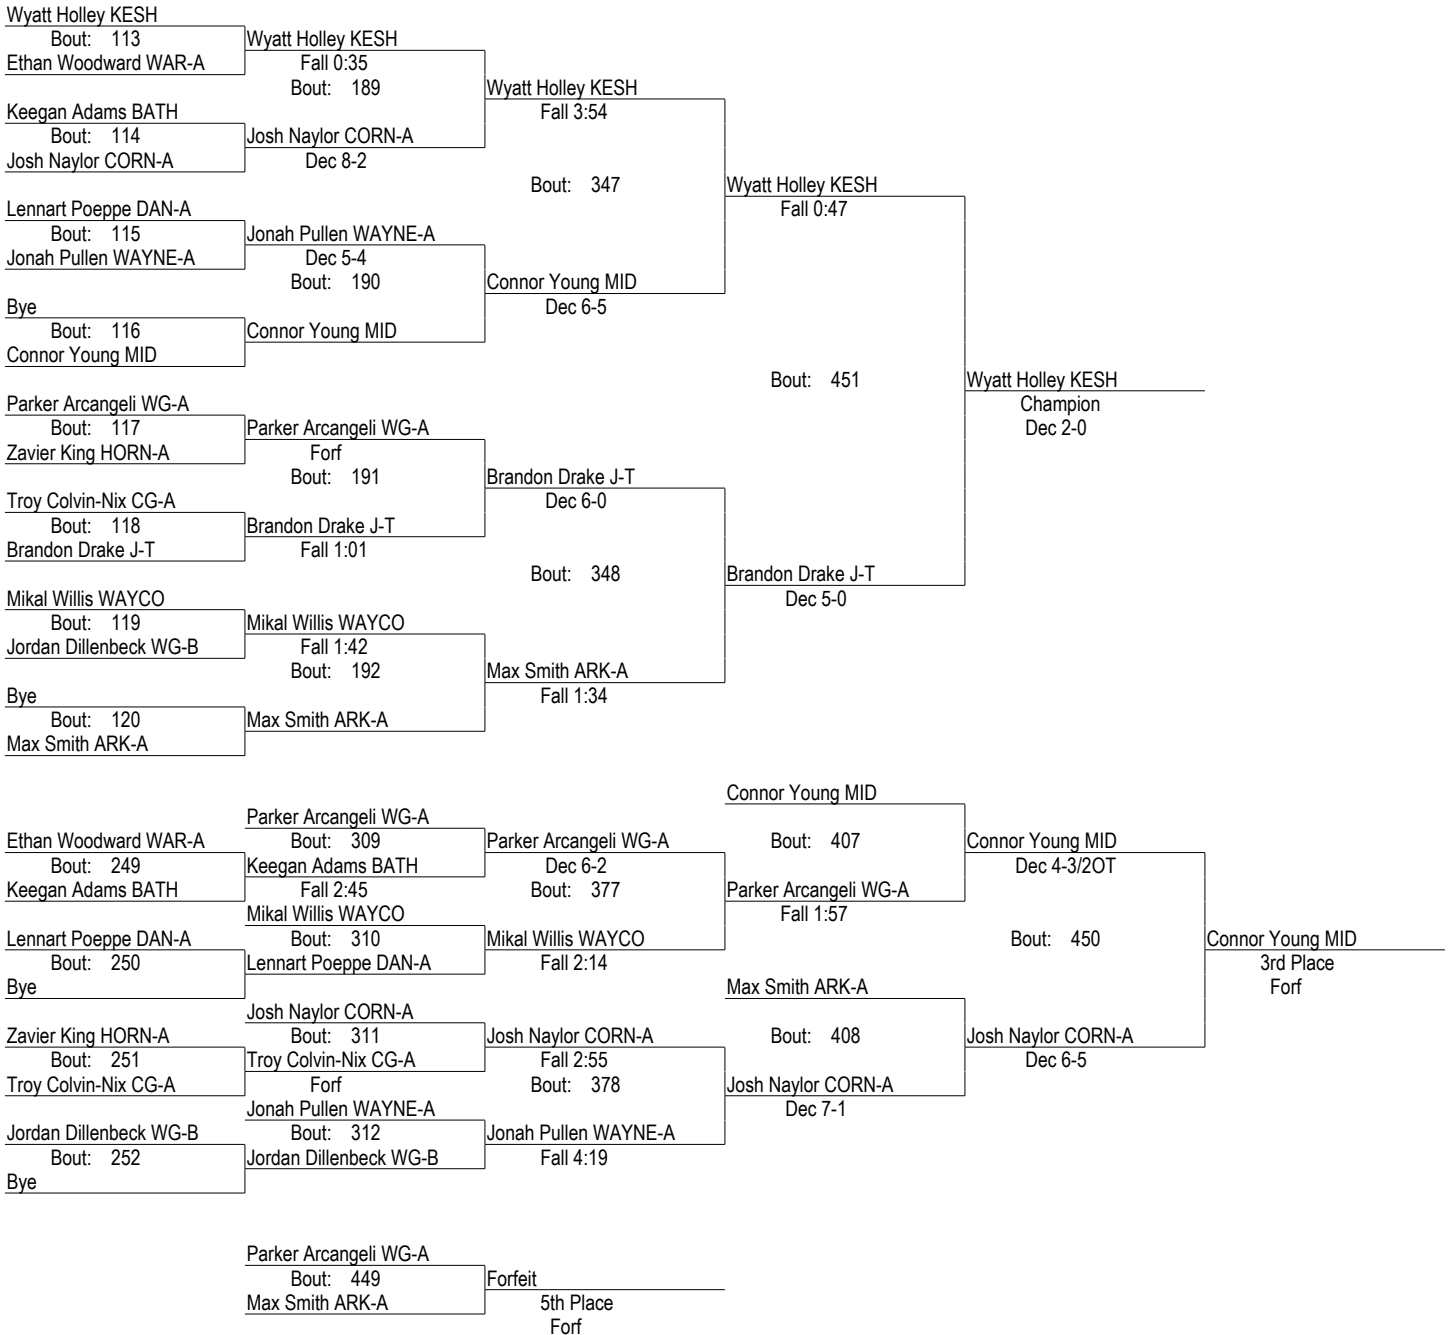 Wyatt Holley KESH
Bout: 113
Wyatt Holley KESH
Ethan Woodward WAR-A
Fall 0:35
Bout: 189
Wyatt Holley KESH
Keegan Adams BATH
Fall 3:54
Bout: 114
Josh Naylor CORN-A
Josh Naylor CORN-A
Dec 8-2
Bout: 347
Wyatt Holley KESH
Lennart Poeppe DAN-A
Fall 0:47
Bout: 115
Jonah Pullen WAYNE-A
Jonah Pullen WAYNE-A
Dec 5-4
Bout: 190
Connor Young MID
Bye
Dec 6-5
Bout: 116
Connor Young MID
Connor Young MID
Bout: 451
Wyatt Holley KESH
Parker Arcangeli WG-A
Champion
Bout: 117
Parker Arcangeli WG-A
Dec 2-0
Zavier King HORN-A
Forf
Bout: 191
Brandon Drake J-T
Troy Colvin-Nix CG-A
Dec 6-0
Bout: 118
Brandon Drake J-T
Brandon Drake J-T
Fall 1:01
Bout: 348
Brandon Drake J-T
Mikal Willis WAYCO
Dec 5-0
Bout: 119
Mikal Willis WAYCO
Jordan Dillenbeck WG-B
Fall 1:42
Bout: 192
Max Smith ARK-A
Bye
Fall 1:34
Bout: 120
Max Smith ARK-A
Max Smith ARK-A
Connor Young MID
Parker Arcangeli WG-A
Ethan Woodward WAR-A
Bout: 309
Parker Arcangeli WG-A
Bout: 407
Connor Young MID
Bout: 249
Keegan Adams BATH
Dec 6-2
Dec 4-3/2OT
Keegan Adams BATH
Fall 2:45
Bout: 377
Parker Arcangeli WG-A
Mikal Willis WAYCO
Fall 1:57
Lennart Poeppe DAN-A
Bout: 310
Mikal Willis WAYCO
Bout: 450
Connor Young MID
Bout: 250
Lennart Poeppe DAN-A
Fall 2:14
3rd Place
Bye
Max Smith ARK-A
Forf
Josh Naylor CORN-A
Zavier King HORN-A
Bout: 311
Josh Naylor CORN-A
Bout: 408
Josh Naylor CORN-A
Bout: 251
Troy Colvin-Nix CG-A
Fall 2:55
Dec 6-5
Troy Colvin-Nix CG-A
Forf
Bout: 378
Josh Naylor CORN-A
Jonah Pullen WAYNE-A
Dec 7-1
Jordan Dillenbeck WG-B
Bout: 312
Jonah Pullen WAYNE-A
Bout: 252
Jordan Dillenbeck WG-B
Fall 4:19
Bye
Parker Arcangeli WG-A
Bout: 449
Forfeit
Max Smith ARK-A
5th Place
Forf